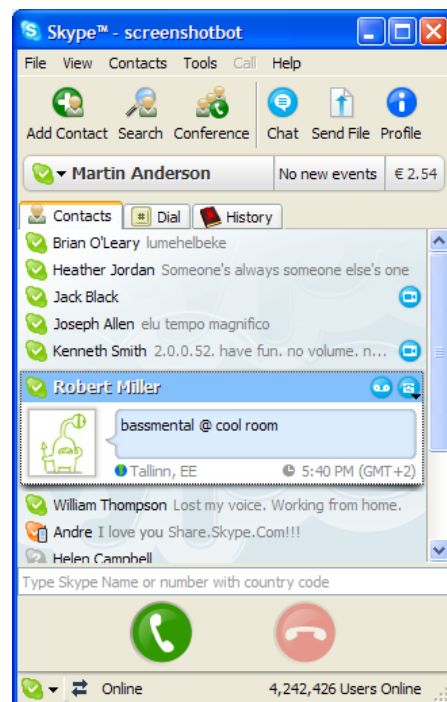 Skype™ - screenshotbot
File View Contacts Tools Call Help
Add Contact Search Conference Chat Send File Profile
Martin Anderson No new events € 2.54
Contacts # Dial History
Brian O'Leary lumehelbeke
Heather Jordan Someone's always someone else's one
Jack Black
Joseph Allen elu tempo magnifico
Kenneth Smith 2.0.0.52. have fun. no volume. n...
Robert Miller
bassmental @ cool room
Tallinn, EE 5:40 PM (GMT+2)
William Thompson Lost my voice. Working from home.
Andre I love you Share.Skype.Com!!!
Helen Campbell
Type Skype Name or number with country code
Online 4,242,426 Users Online